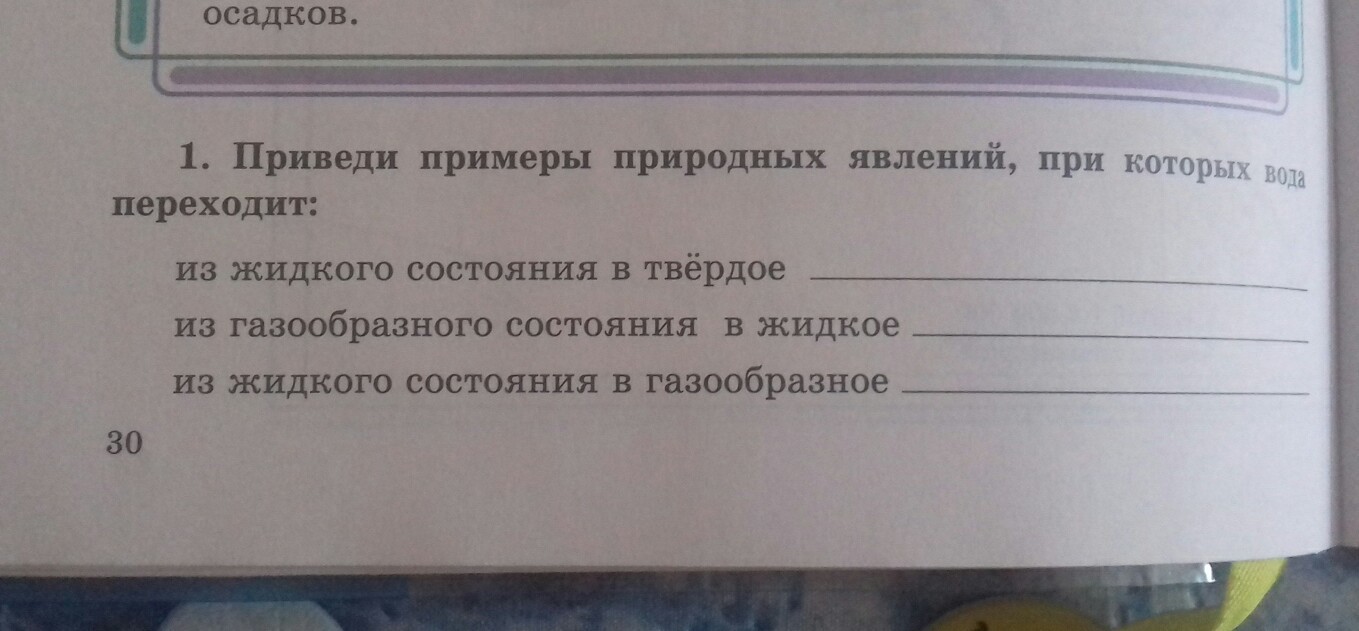 осадков.
1. Приведи примеры природных явлений, при которых вода
переходит:
из жидкого состояния в твёрдое
из газообразного состояния в жидкое
из жидкого состояния в газообразное
30